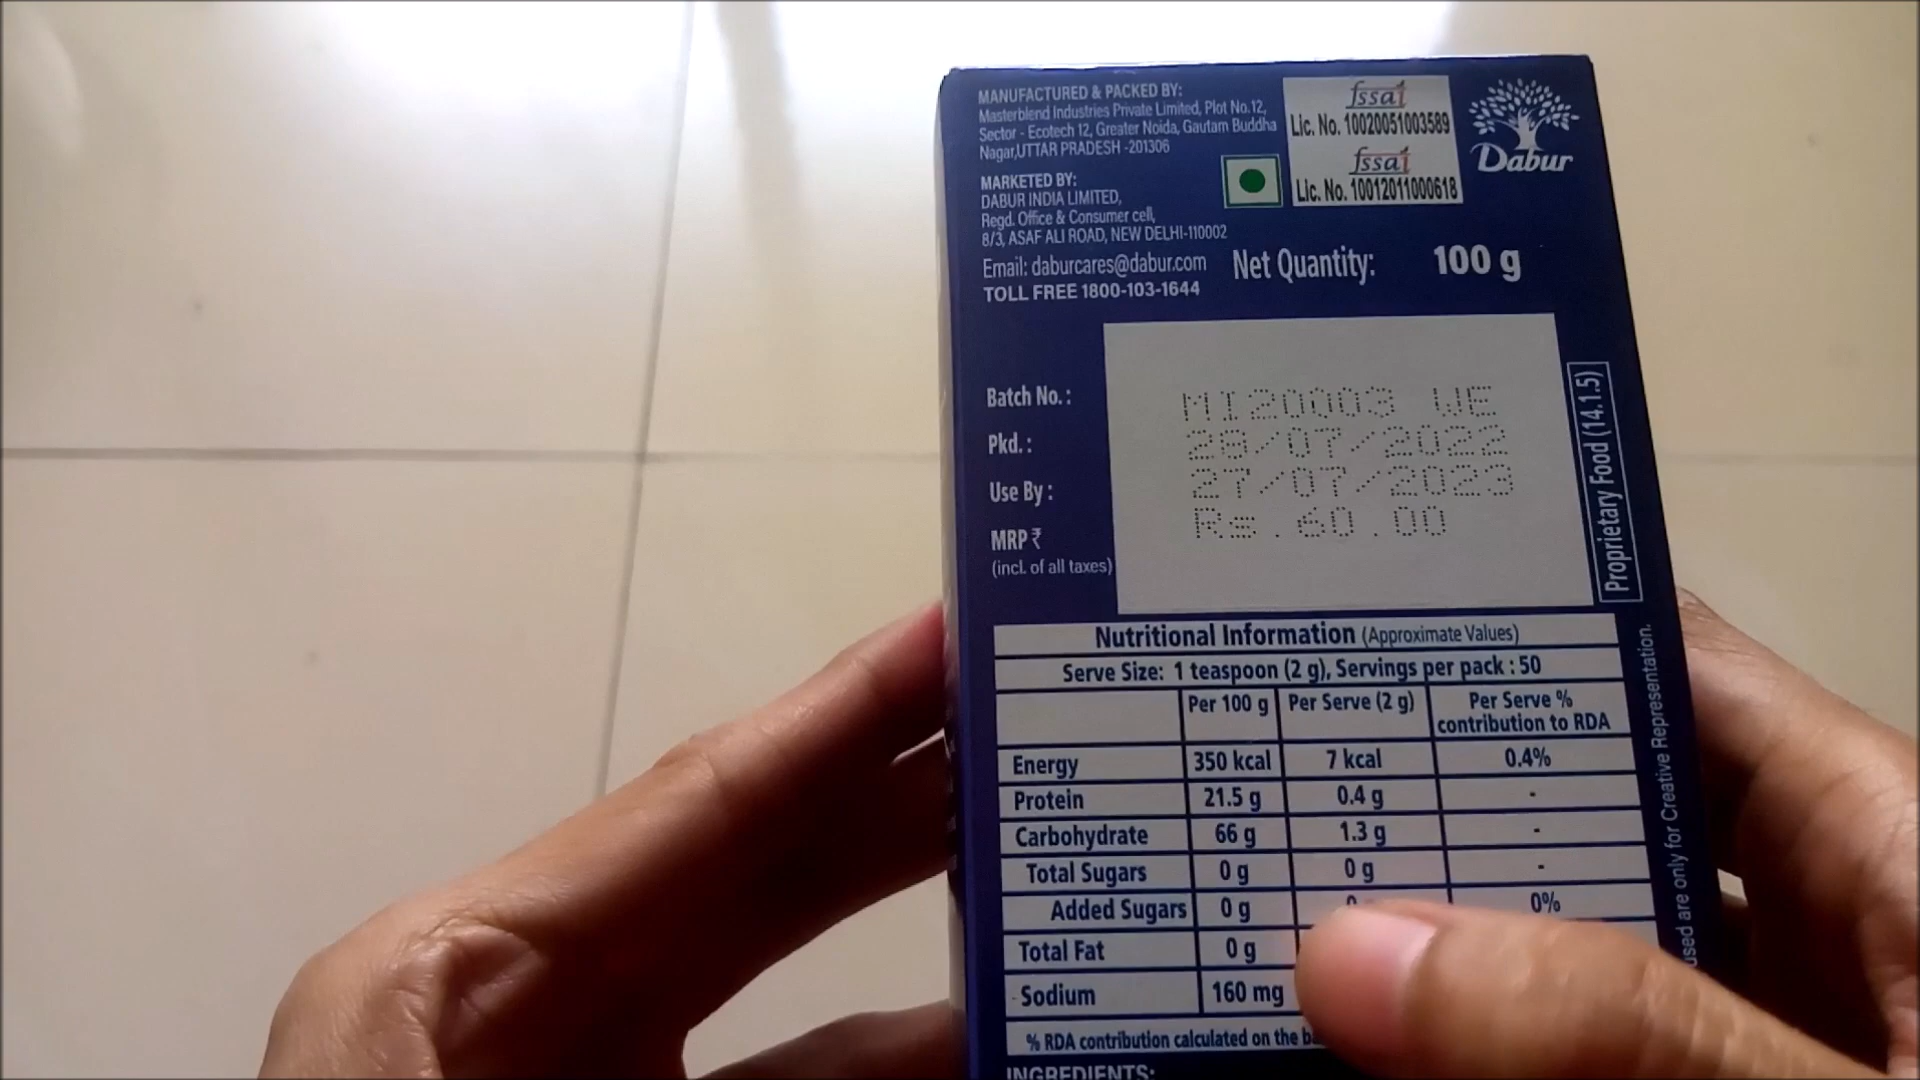 MANUFACTURED & PACKED BY:
Masterblend Industries Private Limited, Plot No.12,
Sector - Ecotech 12, Greater Noida, Gautam Buddha
Nagar,UTTAR PRADESH -201306
fssai
Lic. No. 10020051003589
fssai
Lic. No. 10012011000618
Dabur
MARKETED BY:
DABUR INDIA LIMITED,
Regd. Office & Consumer cell,
8/3, ASAF ALI ROAD, NEW DELHI-110002
Email: daburcares@dabur.com
TOLL FREE 1800-103-1644
Net Quantity: 100 g
Batch No.: MI20003 WE
Pkd.: 28/07/2022
Use By: 27/07/2023
MRP ₹ Rs.60.00
(incl. of all taxes)
Proprietary Food (14.1.5)
Nutritional Information (Approximate Values)
Serve Size: 1 teaspoon (2 g), Servings per pack : 50
Per 100 g Per Serve (2 g) Per Serve % contribution to RDA
Energy 350 kcal 7 kcal 0.4%
Protein 21.5 g 0.4 g -
Carbohydrate 66 g 1.3 g -
Total Sugars 0 g 0 g -
Added Sugars 0 g 0%
Total Fat 0 g
Sodium 160 mg
% RDA contribution calculated on the
INGREDIENTS:
used are only for Creative Representation.